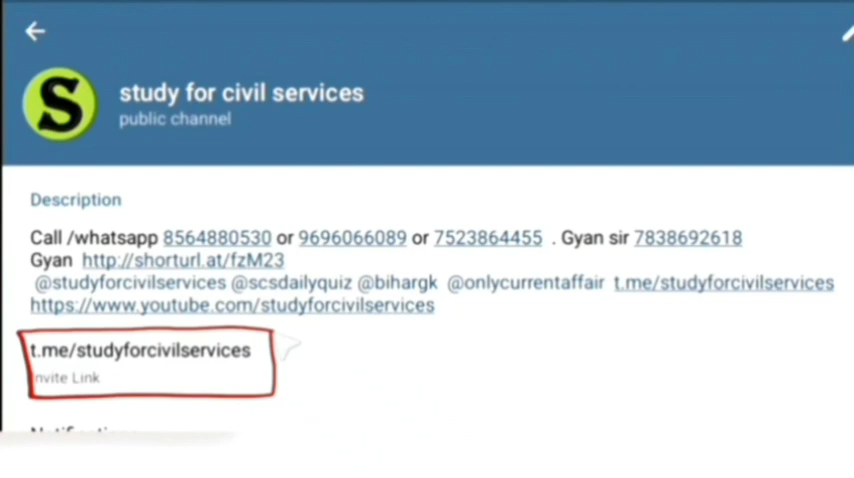 S
study for civil services
public channel
Description
Call /whatsapp 8564880530 or 9696066089 or 7523864455 . Gyan sir 7838692618
Gyan http://shorturl.at/fzM23
@studyforcivilservices @scsdailyquiz @bihargk @onlycurrentaffair t.me/studyforcivilservices
https://www.youtube.com/studyforcivilservices
t.me/studyforcivilservices
Invite Link